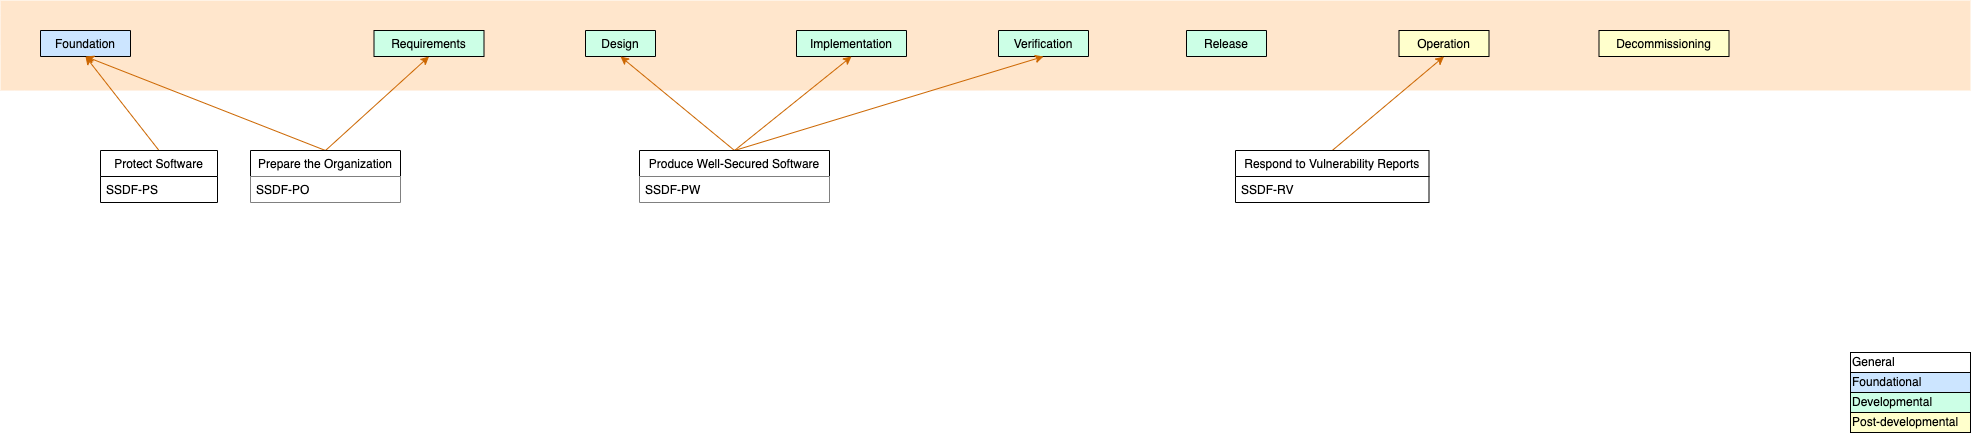 Foundation
Requirements
Design
Implementation
Verification
Release
Operation
Decommissioning
Protect Software
SSDF-PS
Prepare the Organization
SSDF-PO
Produce Well-Secured Software
SSDF-PW
Respond to Vulnerability Reports
SSDF-RV
General
Foundational
Developmental
Post-developmental